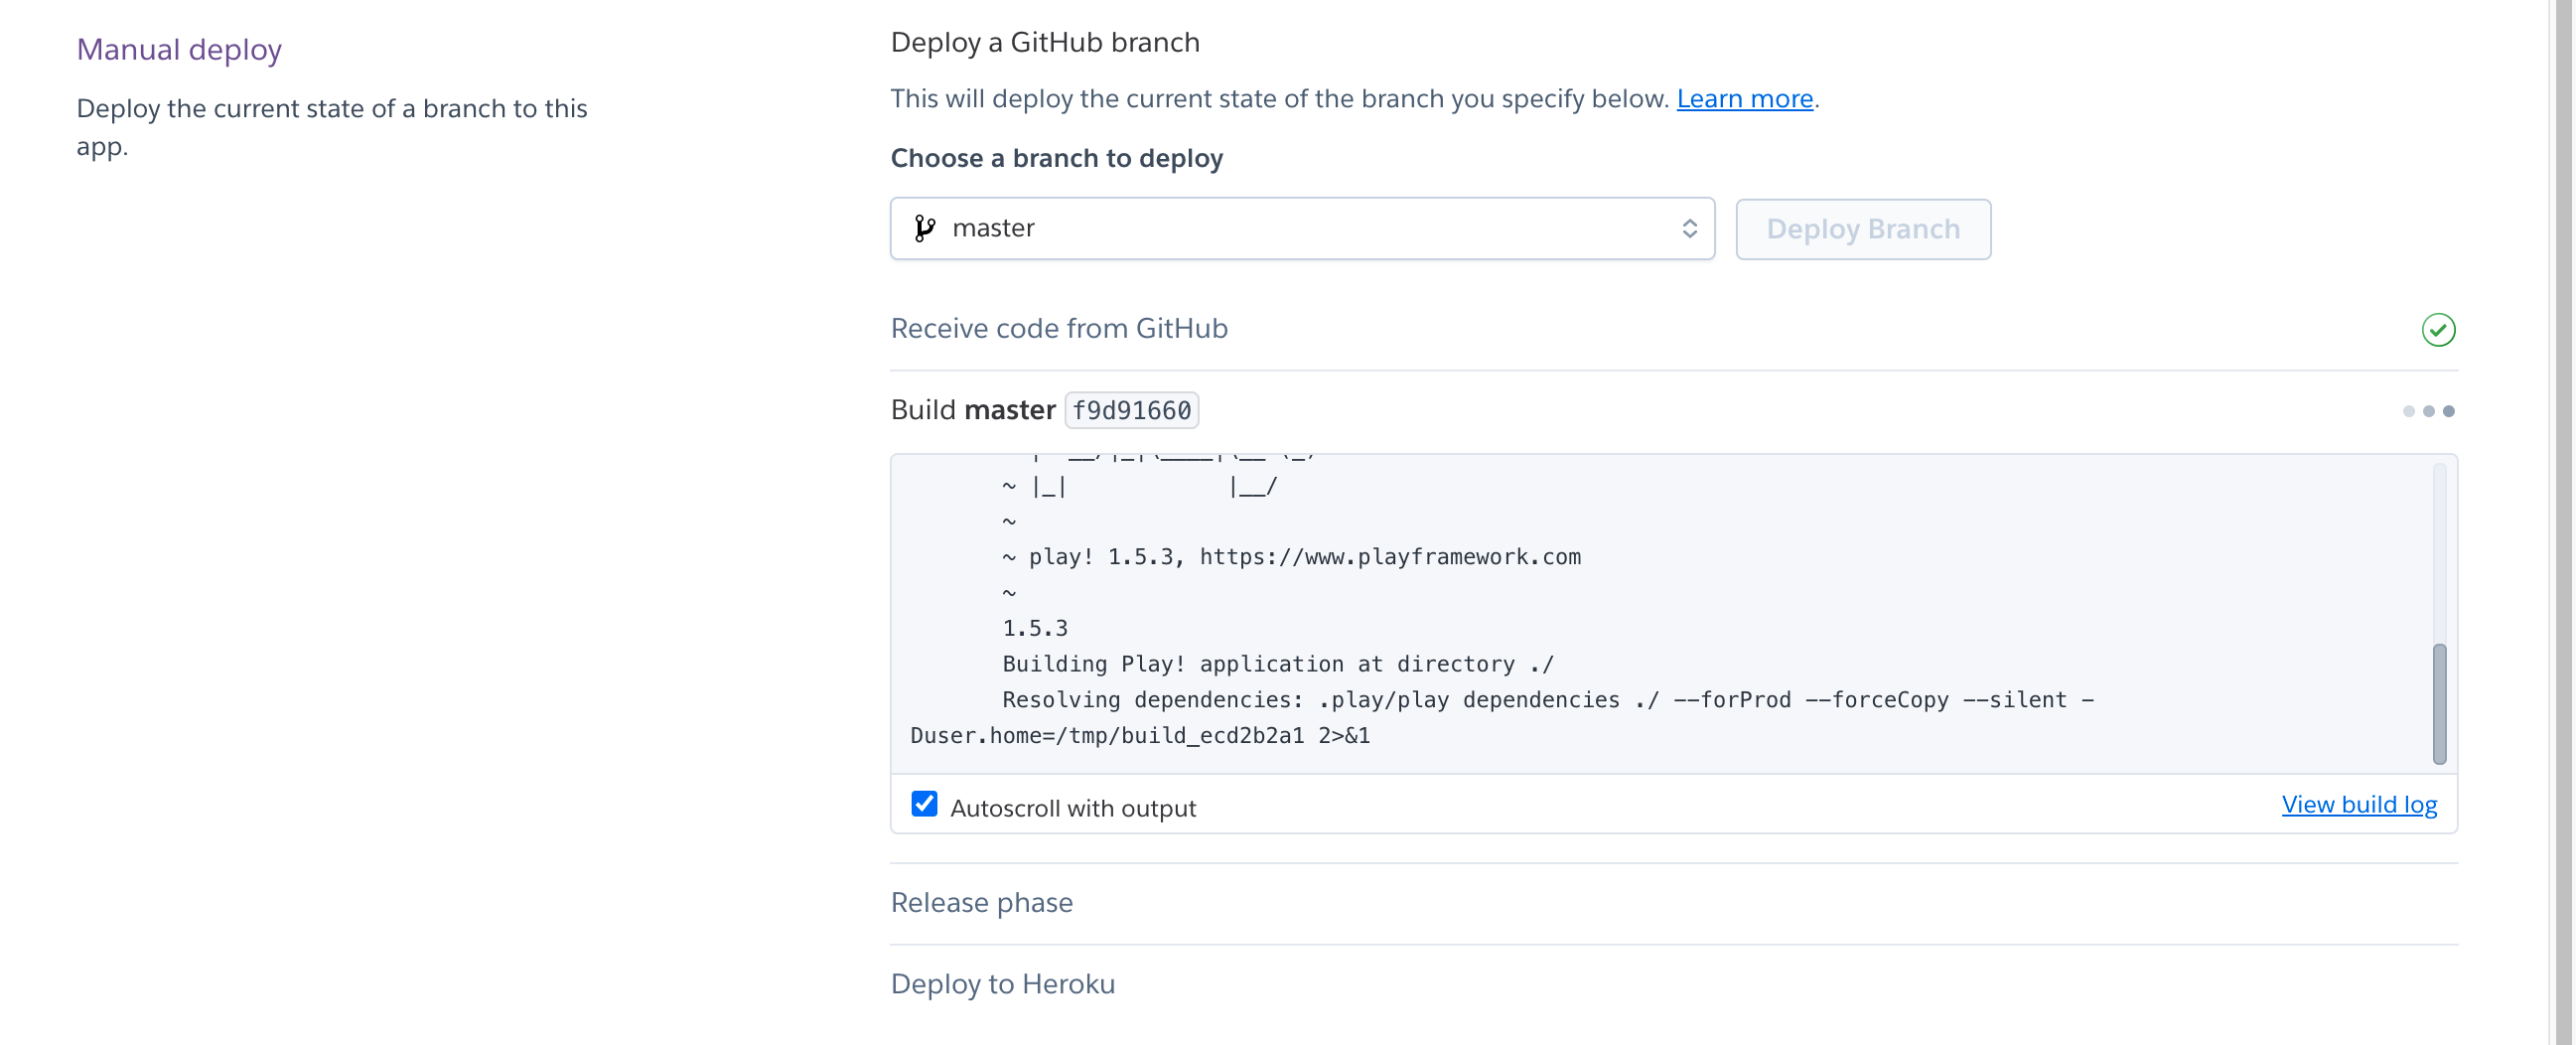 Manual deploy
Deploy the current state of a branch to this
app.
Deploy a GitHub branch
This will deploy the current state of the branch you specify below. Learn more.
Choose a branch to deploy
master
Deploy Branch
Receive code from GitHub
Build master f9d91660
~ |_|            |__/
~
~ play! 1.5.3, https://www.playframework.com
~
1.5.3
Building Play! application at directory ./
Resolving dependencies: .play/play dependencies ./ --forProd --forceCopy --silent -
Duser.home=/tmp/build_ecd2b2a1 2>&1
Autoscroll with output
View build log
Release phase
Deploy to Heroku